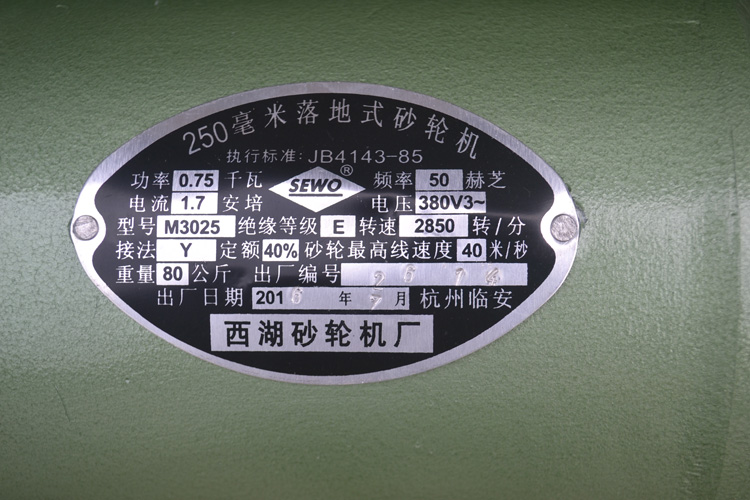 250毫米落地式砂轮机
执行标准: JB4143-85
功率 0.75 千瓦 SEWO® 频率 50 赫芝
电流 1.7 安培 电压 380V3~
型号 M3025 绝缘等级 E 转速 2850 转/分
接法 Y 定额 40% 砂轮最高线速度 40 米/秒
重量 80 公斤 出厂编号
出厂日期 2016 年 7 月 杭州临安
西湖砂轮机厂